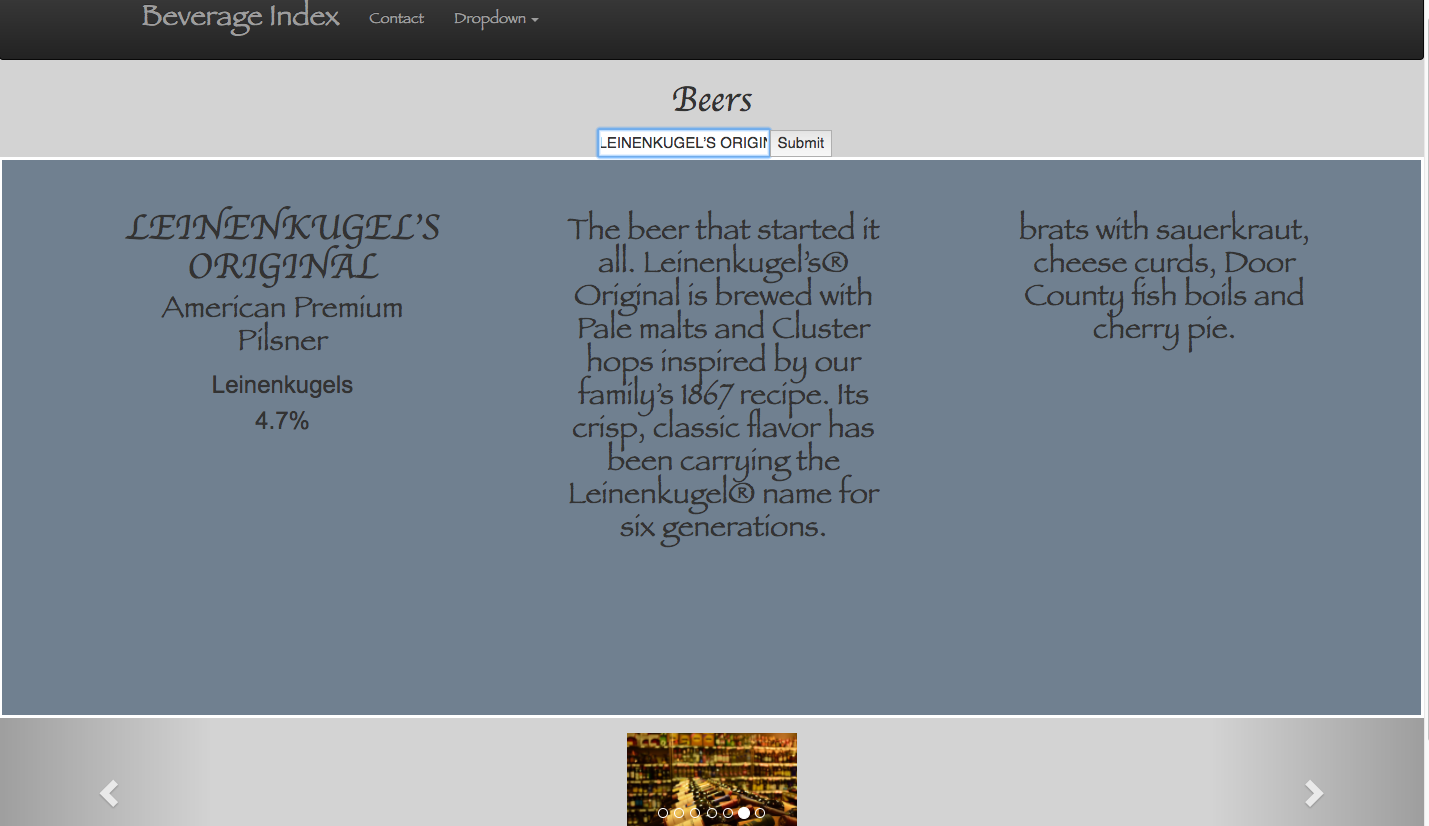 Beverage Index Contact Dropdown
Beers
LEINENKUGEL'S ORIGIN Submit
LEINENKUGEL'S
ORIGINAL
American Premium
Pilsner
Leinenkugels
4.7%
The beer that started it
all. Leinenkugel's®
Original is brewed with
Pale malts and Cluster
hops inspired by our
family's 1867 recipe. Its
crisp, classic flavor has
been carrying the
Leinenkugel® name for
six generations.
brats with sauerkraut,
cheese curds, Door
County fish boils and
cherry pie.